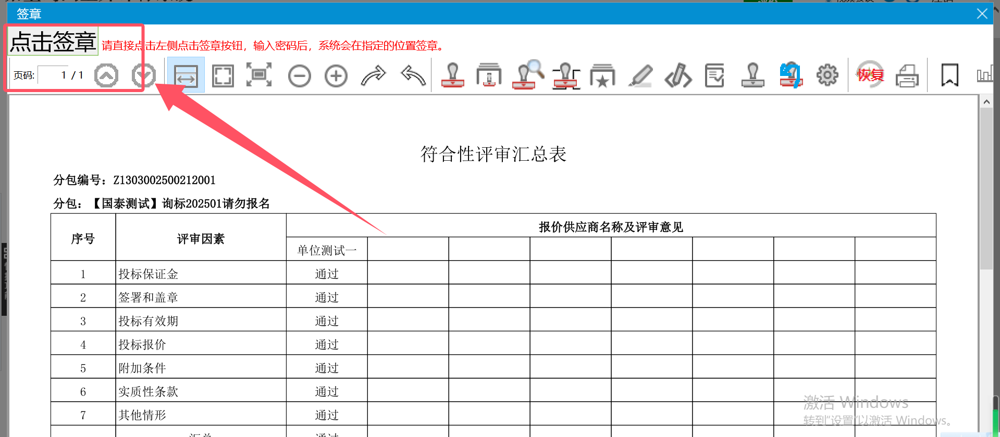 签章
点击签章 请直接点击左侧点击签章按钮，输入密码后，系统会在指定的位置签章。
页码: 1 / 1
恢复
符合性评审汇总表
分包编号：Z1303002500212001
分包：【国泰测试】询标202501请勿报名
序号 评审因素 报价供应商名称及评审意见
单位测试一
1 投标保证金 通过
2 签署和盖章 通过
3 投标有效期 通过
4 投标报价 通过
5 附加条件 通过
6 实质性条款 通过
7 其他情形 通过
汇总 通过
激活 Windows
转到“设置”以激活 Windows。